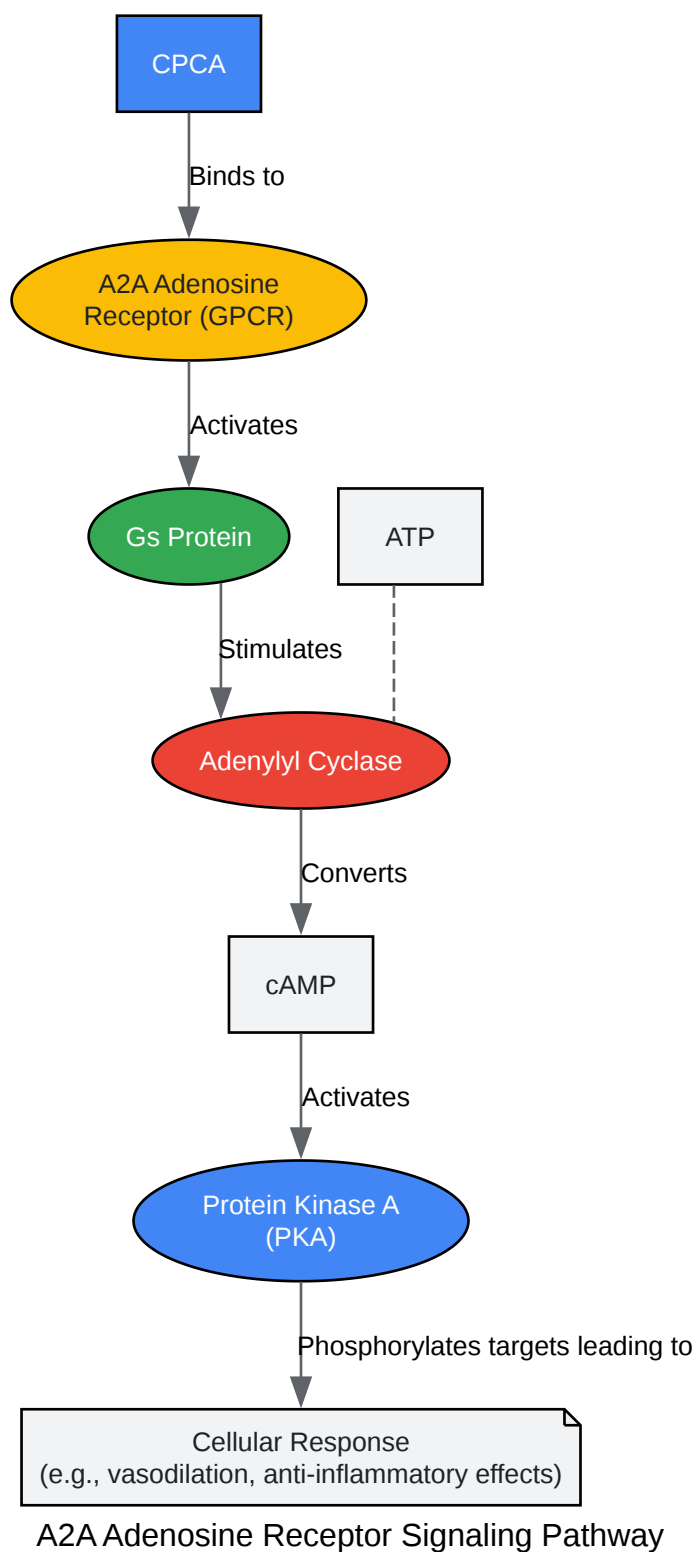 CPCA
Binds to
A2A Adenosine
Receptor (GPCR)
Activates
Gs Protein
ATP
Stimulates
Adenylyl Cyclase
Converts
cAMP
Activates
Protein Kinase A
(PKA)
Phosphorylates targets leading to
Cellular Response
(e.g., vasodilation, anti-inflammatory effects)
A2A Adenosine Receptor Signaling Pathway